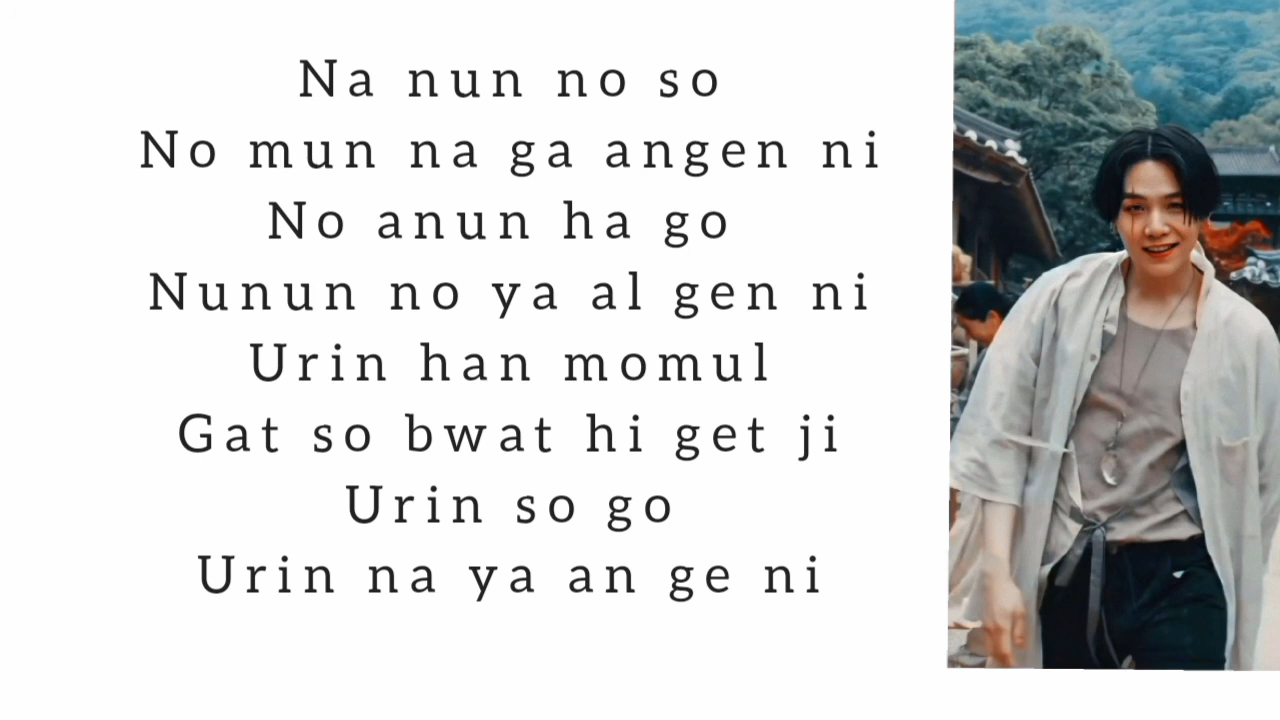 Na nun no so
No mun na ga angen ni
No anun ha go
Nunun no ya al gen ni
Urin han momul
Gat so bwat hi get ji
Urin so go
Urin na ya an ge ni